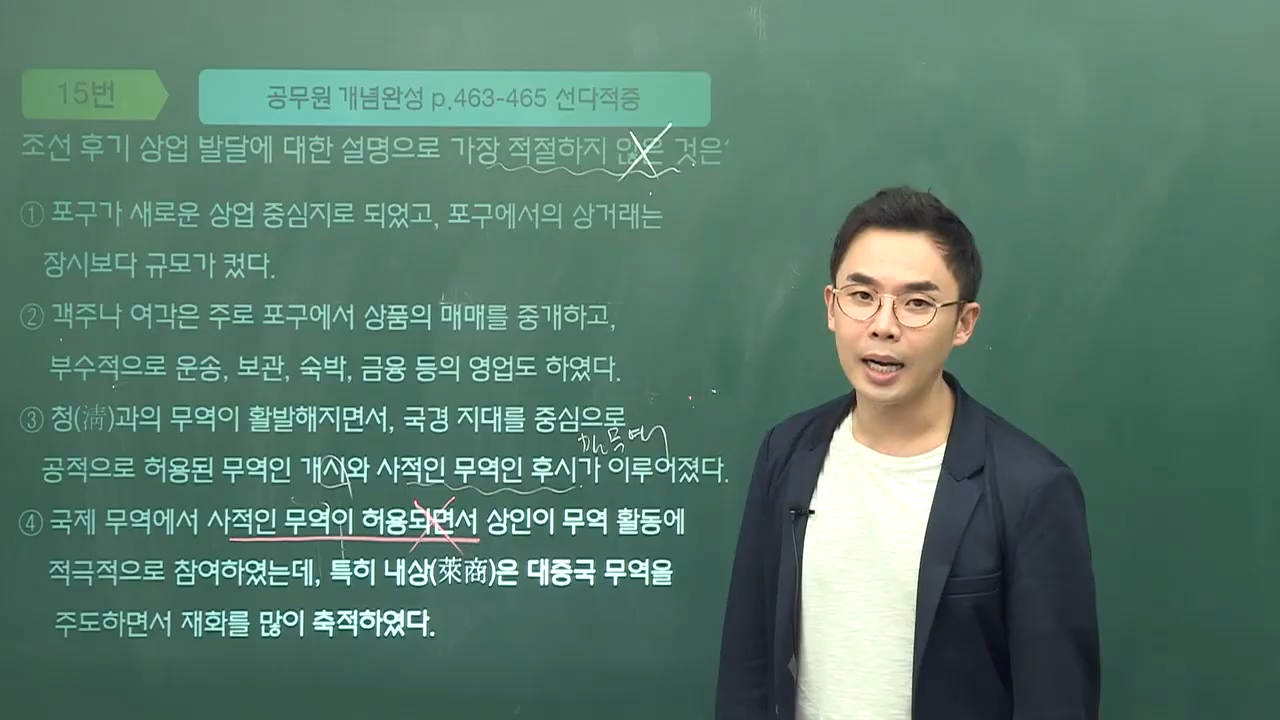 15번
공무원 개념완성 p.463-465 선다적중
조선 후기 상업 발달에 대한 설명으로 가장 적절하지 않은 것은
① 포구가 새로운 상업 중심지로 되었고, 포구에서의 상거래는
장시보다 규모가 컸다.
② 객주나 여각은 주로 포구에서 상품의 매매를 중개하고,
부수적으로 운송, 보관, 숙박, 금융 등의 영업도 하였다.
③ 청(淸)과의 무역이 활발해지면서, 국경 지대를 중심으로
공적으로 허용된 무역인 개시와 사적인 무역인 후시가 이루어졌다.
④ 국제 무역에서 사적인 무역이 허용되면서 상인이 무역 활동에
적극적으로 참여하였는데, 특히 내상(萊商)은 대중국 무역을
주도하면서 재화를 많이 축적하였다.